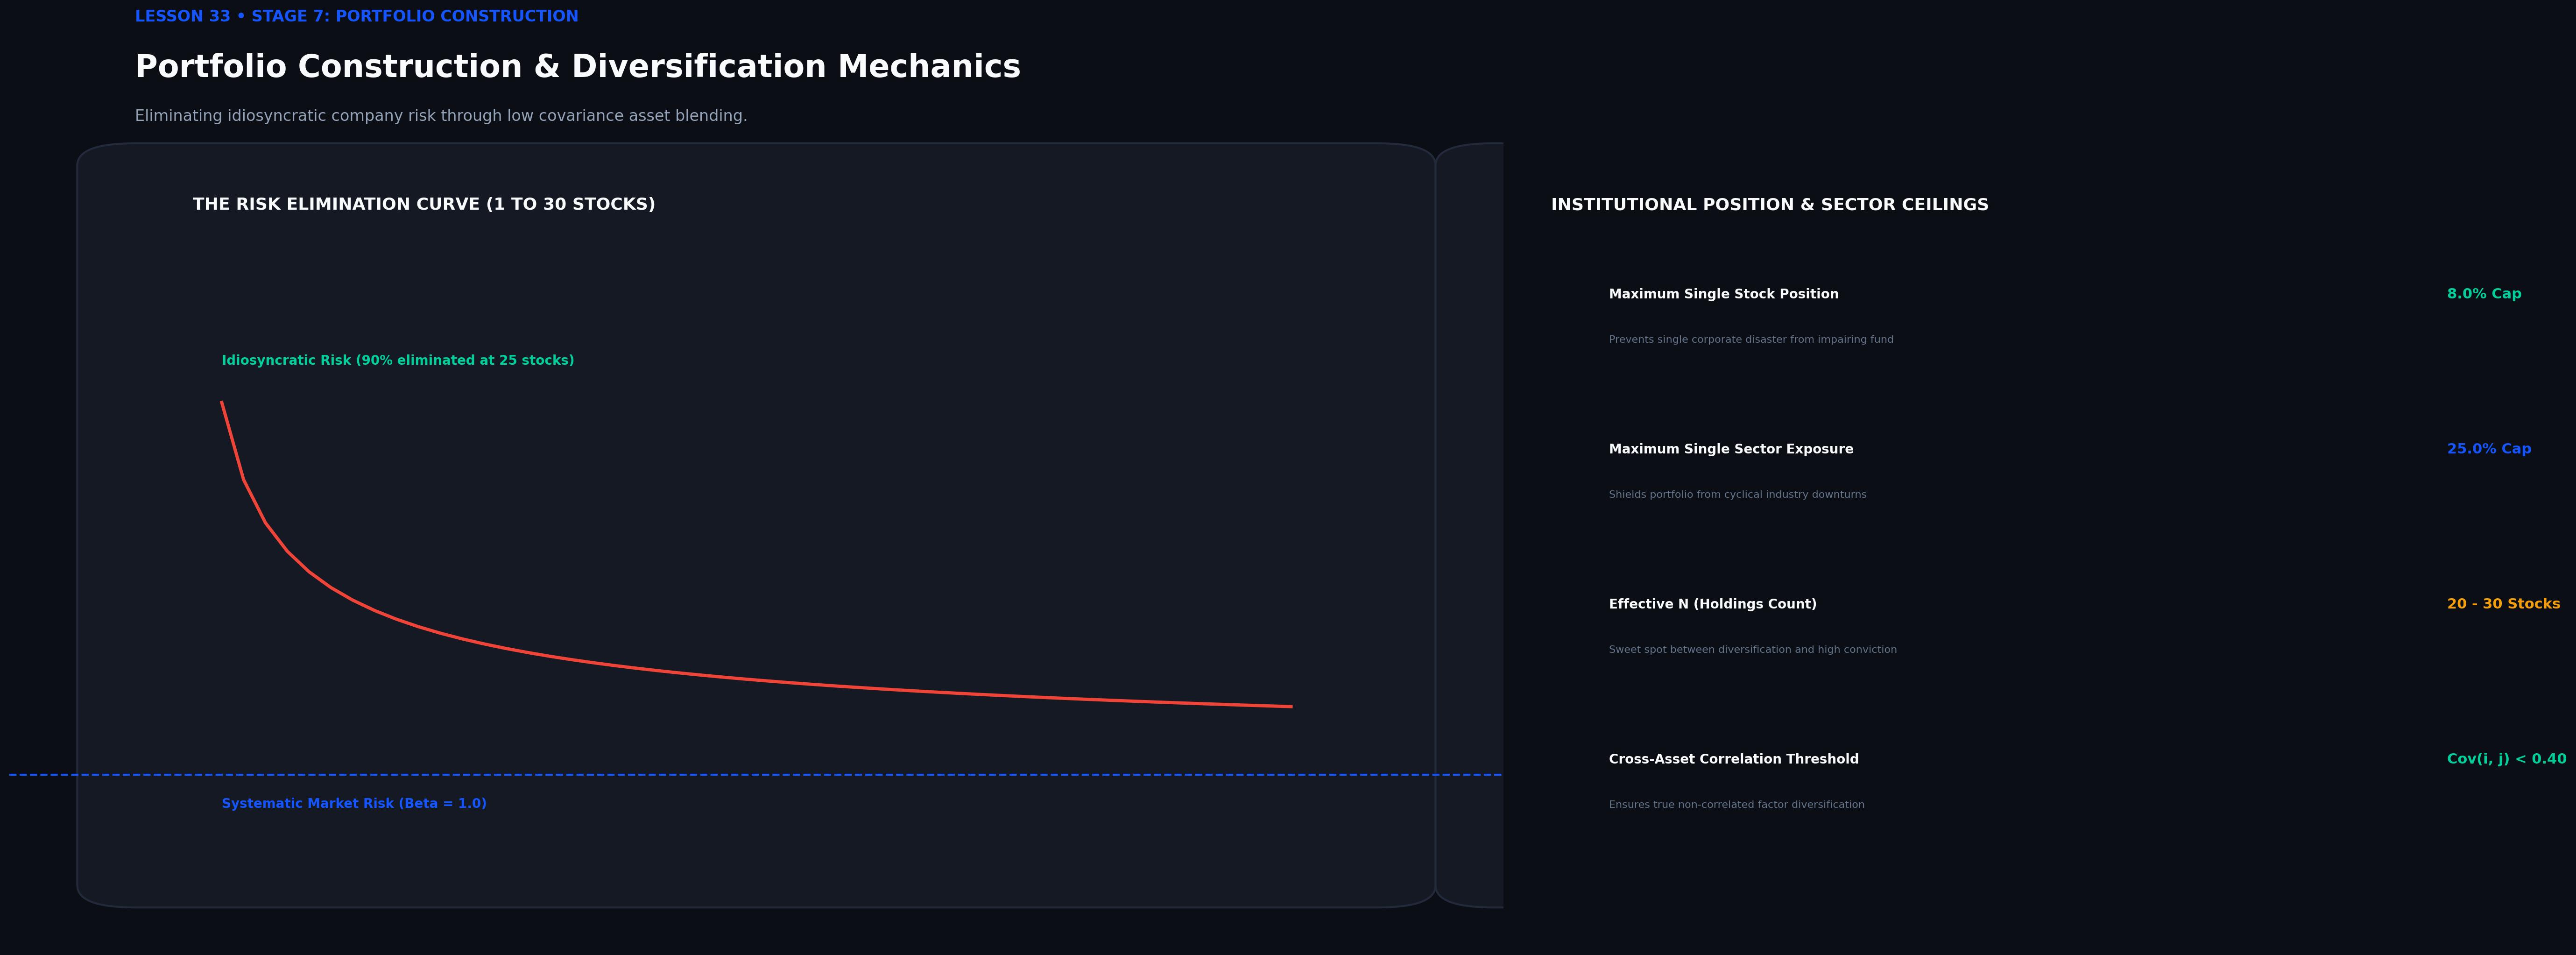 LESSON 33 • STAGE 7: PORTFOLIO CONSTRUCTION
Portfolio Construction & Diversification Mechanics
Eliminating idiosyncratic company risk through low covariance asset blending.
THE RISK ELIMINATION CURVE (1 TO 30 STOCKS)
Idiosyncratic Risk (90% eliminated at 25 stocks)
Systematic Market Risk (Beta = 1.0)
INSTITUTIONAL POSITION & SECTOR CEILINGS
Maximum Single Stock Position
8.0% Cap
Prevents single corporate disaster from impairing fund
Maximum Single Sector Exposure
25.0% Cap
Shields portfolio from cyclical industry downturns
Effective N (Holdings Count)
20 - 30 Stocks
Sweet spot between diversification and high conviction
Cross-Asset Correlation Threshold
Cov(i, j) < 0.40
Ensures true non-correlated factor diversification